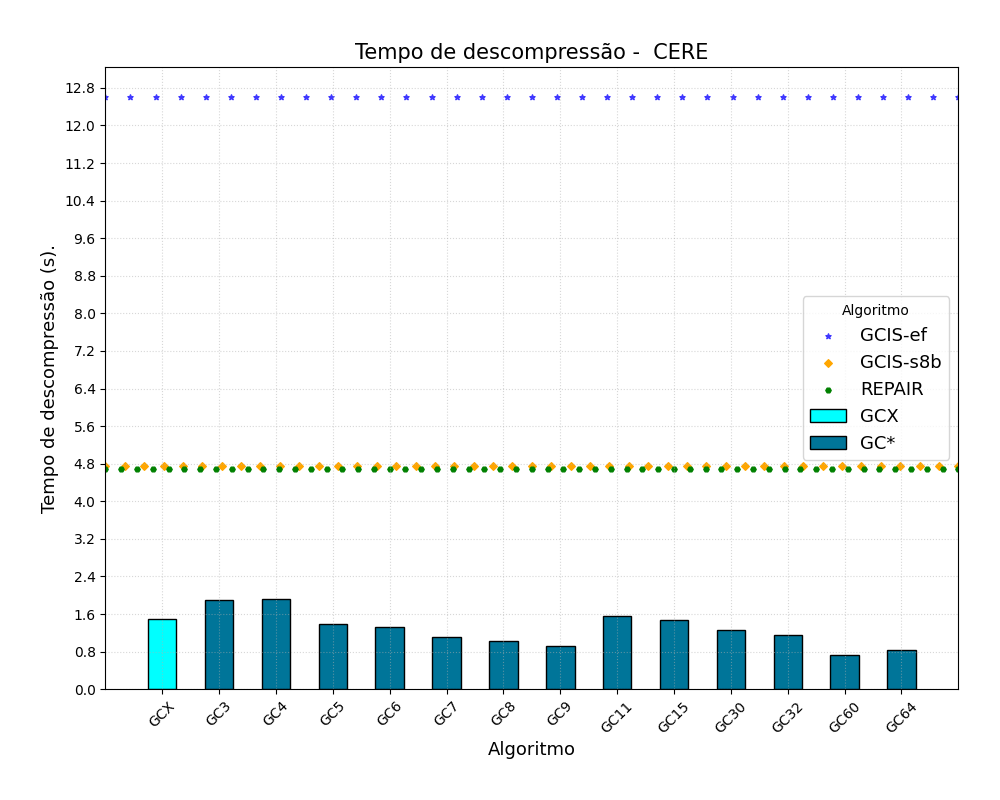 Tempo de descompressão -  CERE
Tempo de descompressão (s).
12.8
12.0
11.2
10.4
9.6
8.8
8.0
7.2
6.4
5.6
4.8
4.0
3.2
2.4
1.6
0.8
0.0
Algoritmo
GCIS-ef
GCIS-s8b
REPAIR
GCX
GC*
GCX
GC3
GC4
GC5
GC6
GC7
GC8
GC9
GC11
GC15
GC30
GC32
GC60
GC64
Algoritmo